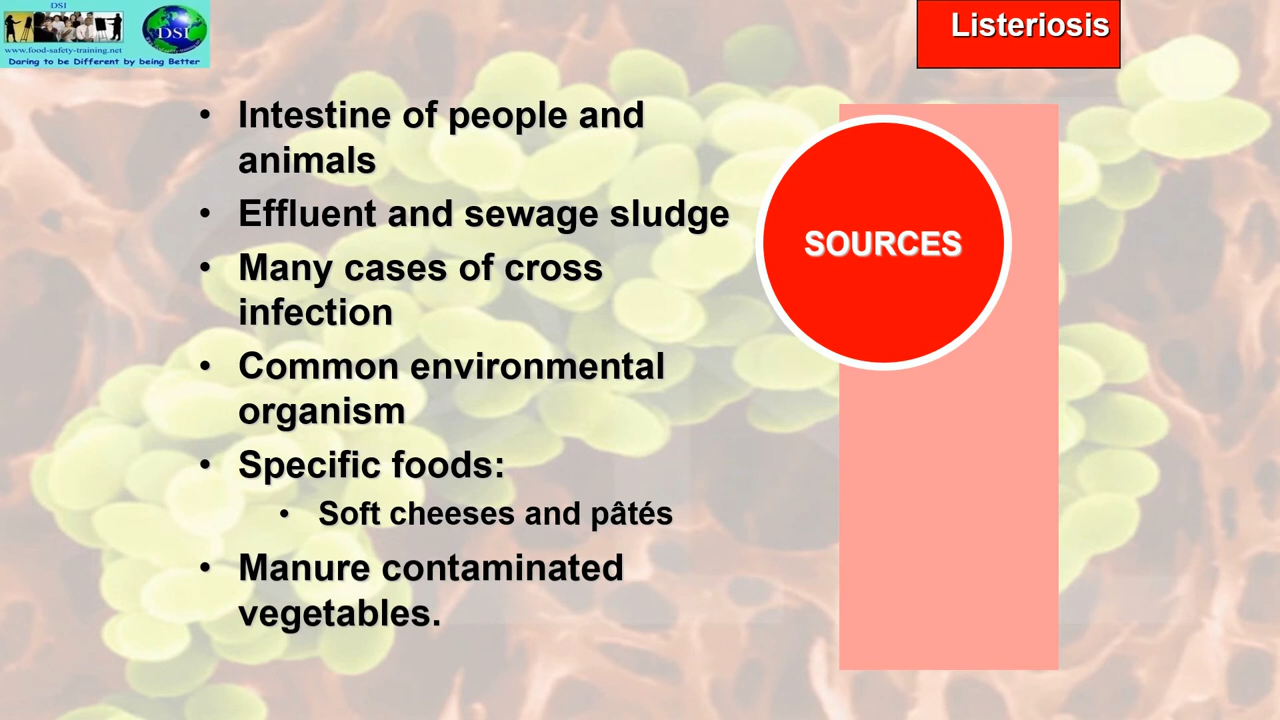 DSI
DSI
www.food-safety-training.net
Daring to be Different by being Better
Listeriosis
• Intestine of people and
animals
• Effluent and sewage sludge
• Many cases of cross
infection
• Common environmental
organism
• Specific foods:
• Soft cheeses and pâtés
• Manure contaminated
vegetables.
SOURCES